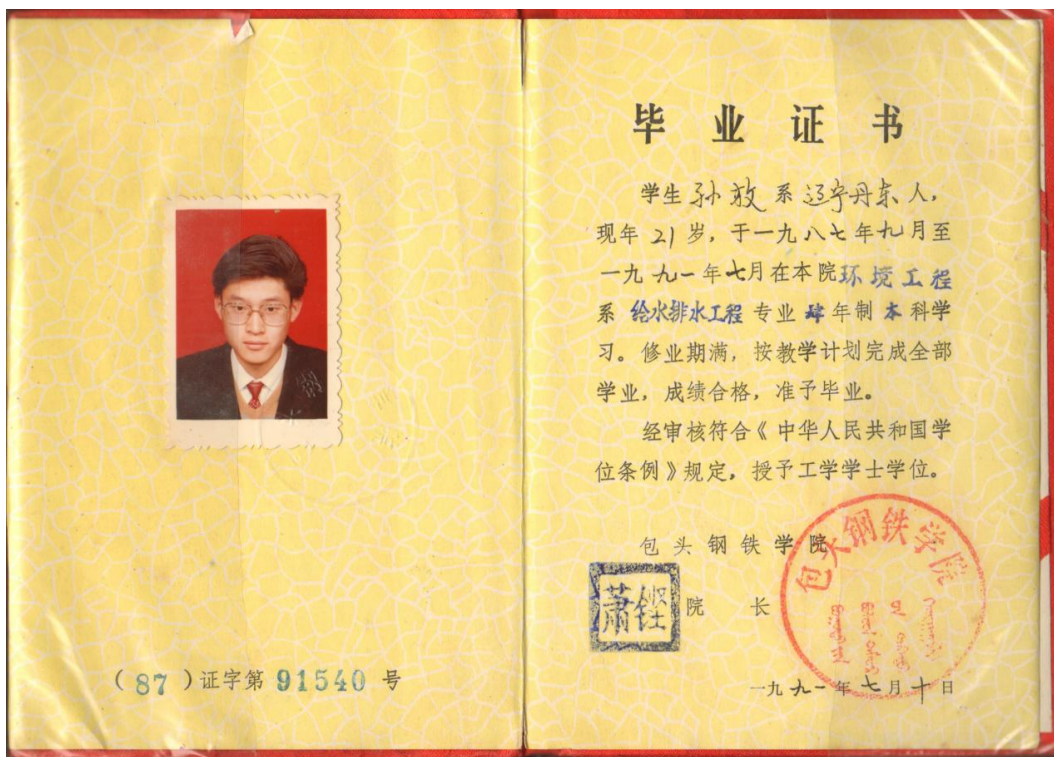 (87)证字第 91540 号
毕业证书
学生孙放系辽宁丹东人,
现年21岁,于一九八七年九月至
一九九一年七月在本院环境工程
系给水排水工程专业肆年制本科学
习。修业期满,按教学计划完成全部
学业,成绩合格,准予毕业。
经审核符合《中华人民共和国学
位条例》规定,授予工学学士学位。
包头钢铁学院
包头钢铁学院
萧铿
院长
一九九一年七月十日